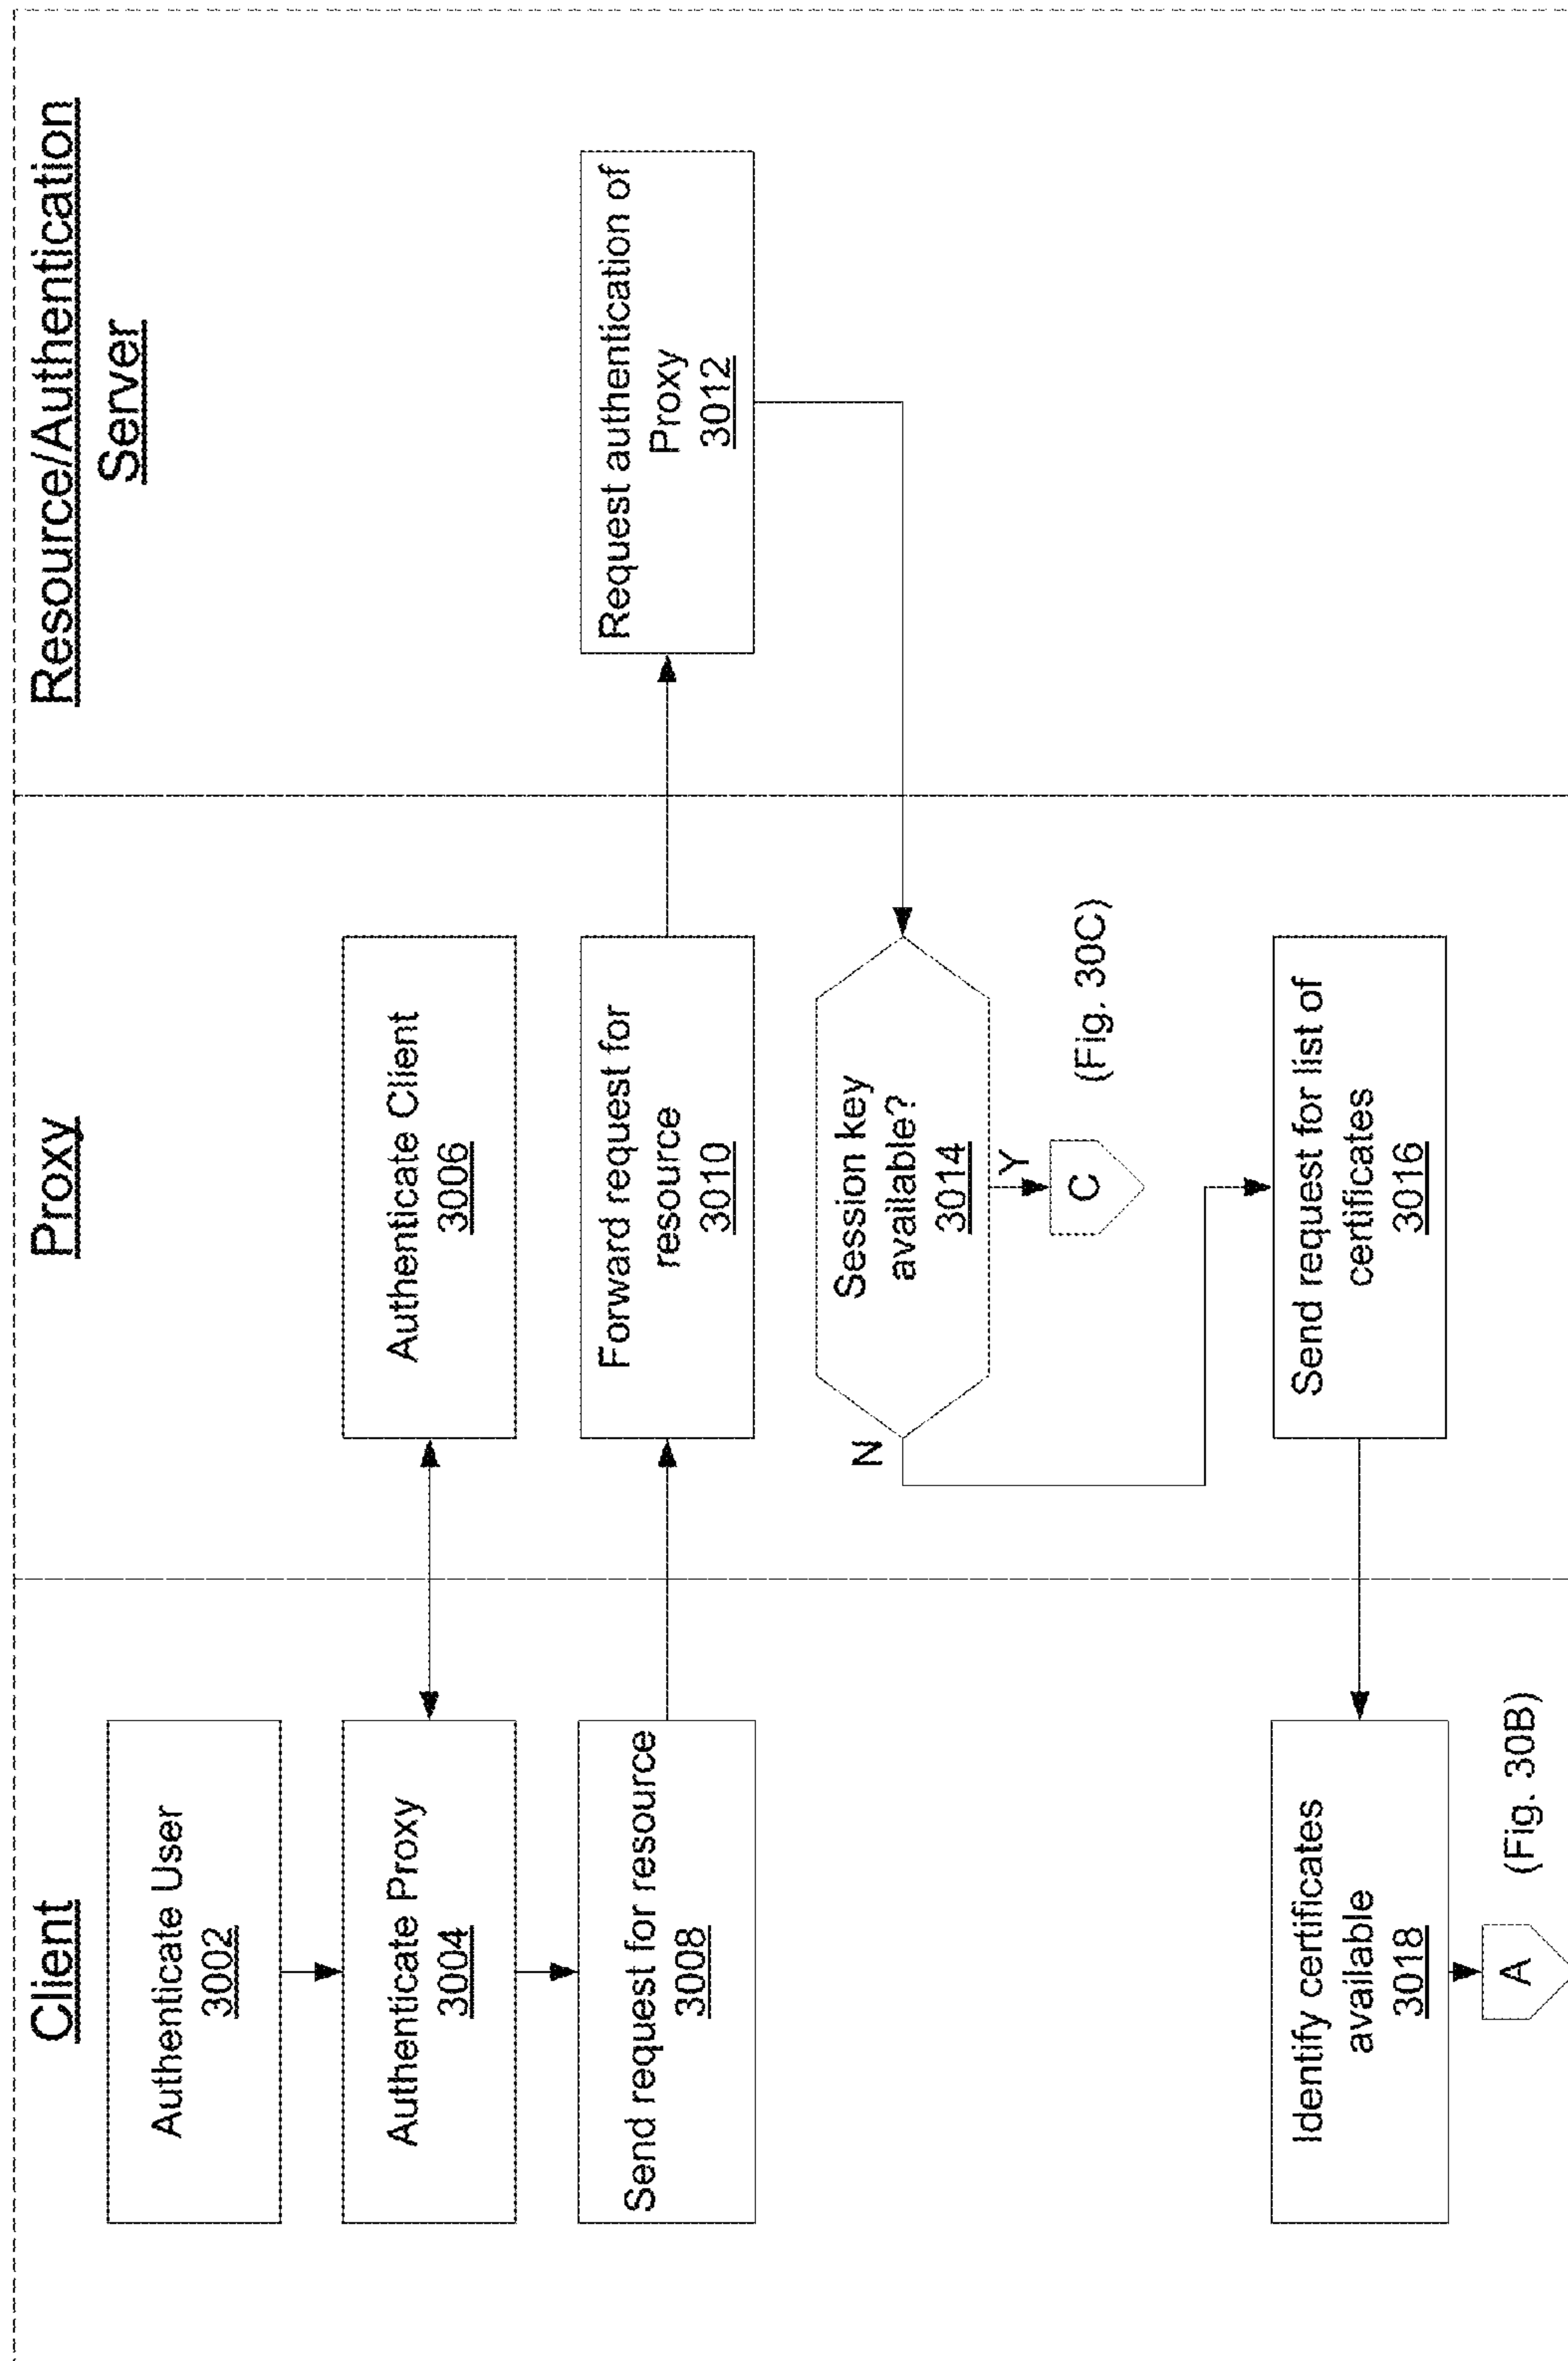 Client
Proxy
Resource/Authentication
Server
Authenticate User
3002
Authenticate Proxy
3004
Authenticate Client
3006
Send request for resource
3008
Forward request for
resource
3010
Request authentication of
Proxy
3012
Session key
available?
3014
N
Y
C
(Fig. 30C)
Send request for list of
certificates
3016
Identify certificates
available
3018
A
(Fig. 30B)